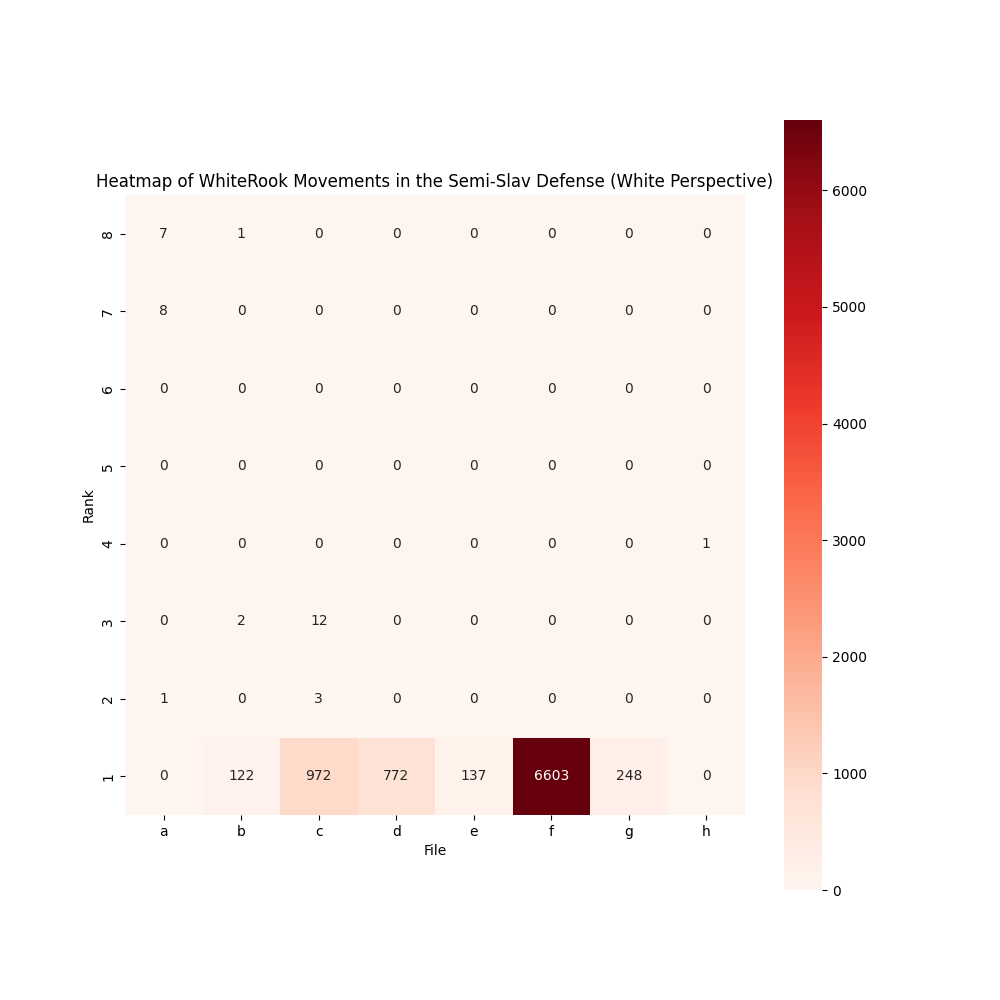 Heatmap of WhiteRook Movements in the Semi-Slav Defense (White Perspective)
8 7 1 0 0 0 0 0 0
7 8 0 0 0 0 0 0 0
6 0 0 0 0 0 0 0 0
5 0 0 0 0 0 0 0 0
Rank
4 0 0 0 0 0 0 0 1
3 0 2 12 0 0 0 0 0
2 1 0 3 0 0 0 0 0
1 0 122 972 772 137 6603 248 0
a b c d e f g h
File
6000
5000
4000
3000
2000
1000
0